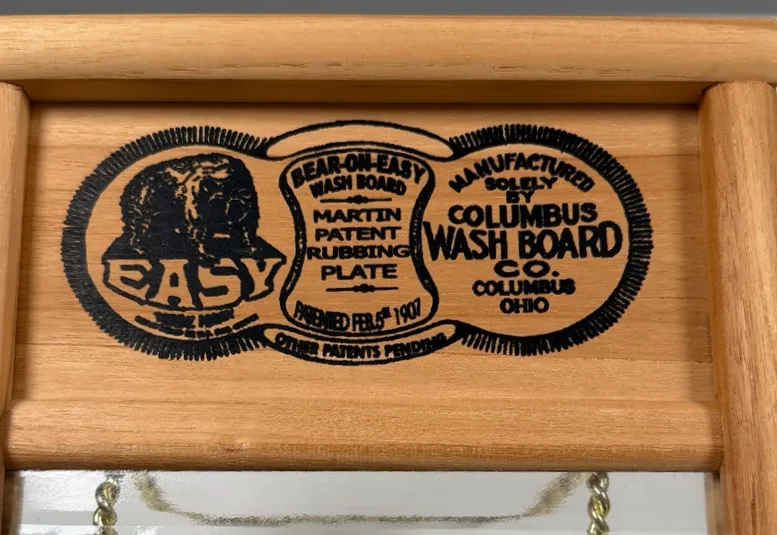 EASY
BEAR-ON-EASY
WASH BOARD
MARTIN
PATENT
RUBBING
PLATE
PATENTED FEB. 5th 1907
OTHER PATENTS PENDING
MANUFACTURED
SOLELY
BY
COLUMBUS
WASH BOARD
CO.
COLUMBUS
OHIO